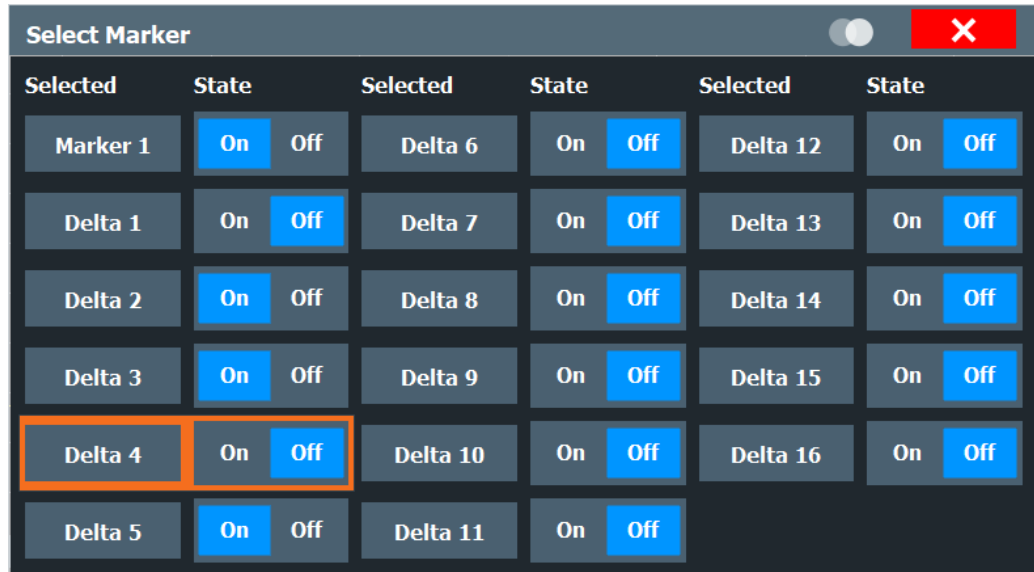 Select Marker
Selected State Selected State Selected State
Marker 1 On Off Delta 6 On Off Delta 12 On Off
Delta 1 On Off Delta 7 On Off Delta 13 On Off
Delta 2 On Off Delta 8 On Off Delta 14 On Off
Delta 3 On Off Delta 9 On Off Delta 15 On Off
Delta 4 On Off Delta 10 On Off Delta 16 On Off
Delta 5 On Off Delta 11 On Off